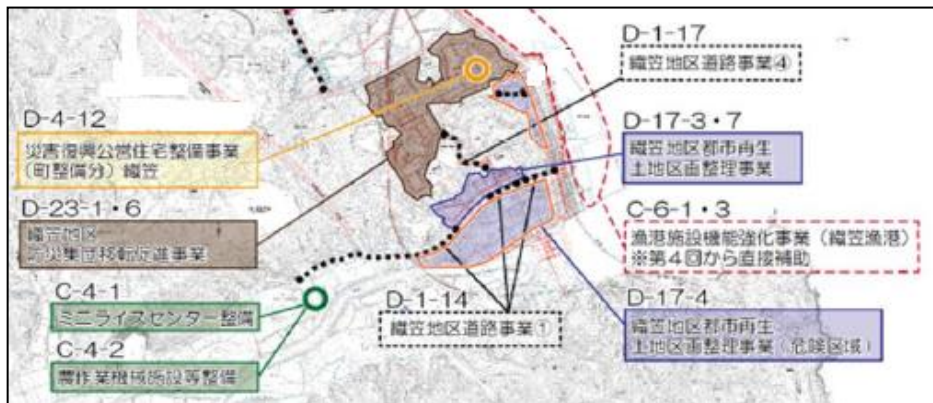 D-1-17
織笠地区道路事業④
D-4-12
災害復興公営住宅整備事業
（町整備分）織笠
D-17-3・7
織笠地区都市再生
土地区画整理事業
D-23-1・6
織笠地区
防災集団移転促進事業
C-6-1・3
漁港施設機能強化事業（織笠漁港）
※第４回から直接補助
C-4-1
ミニライスセンター整備
D-1-14
織笠地区道路事業①
D-17-4
織笠地区都市再生
土地区画整理事業（危険区域）
C-4-2
農作業機械施設等整備